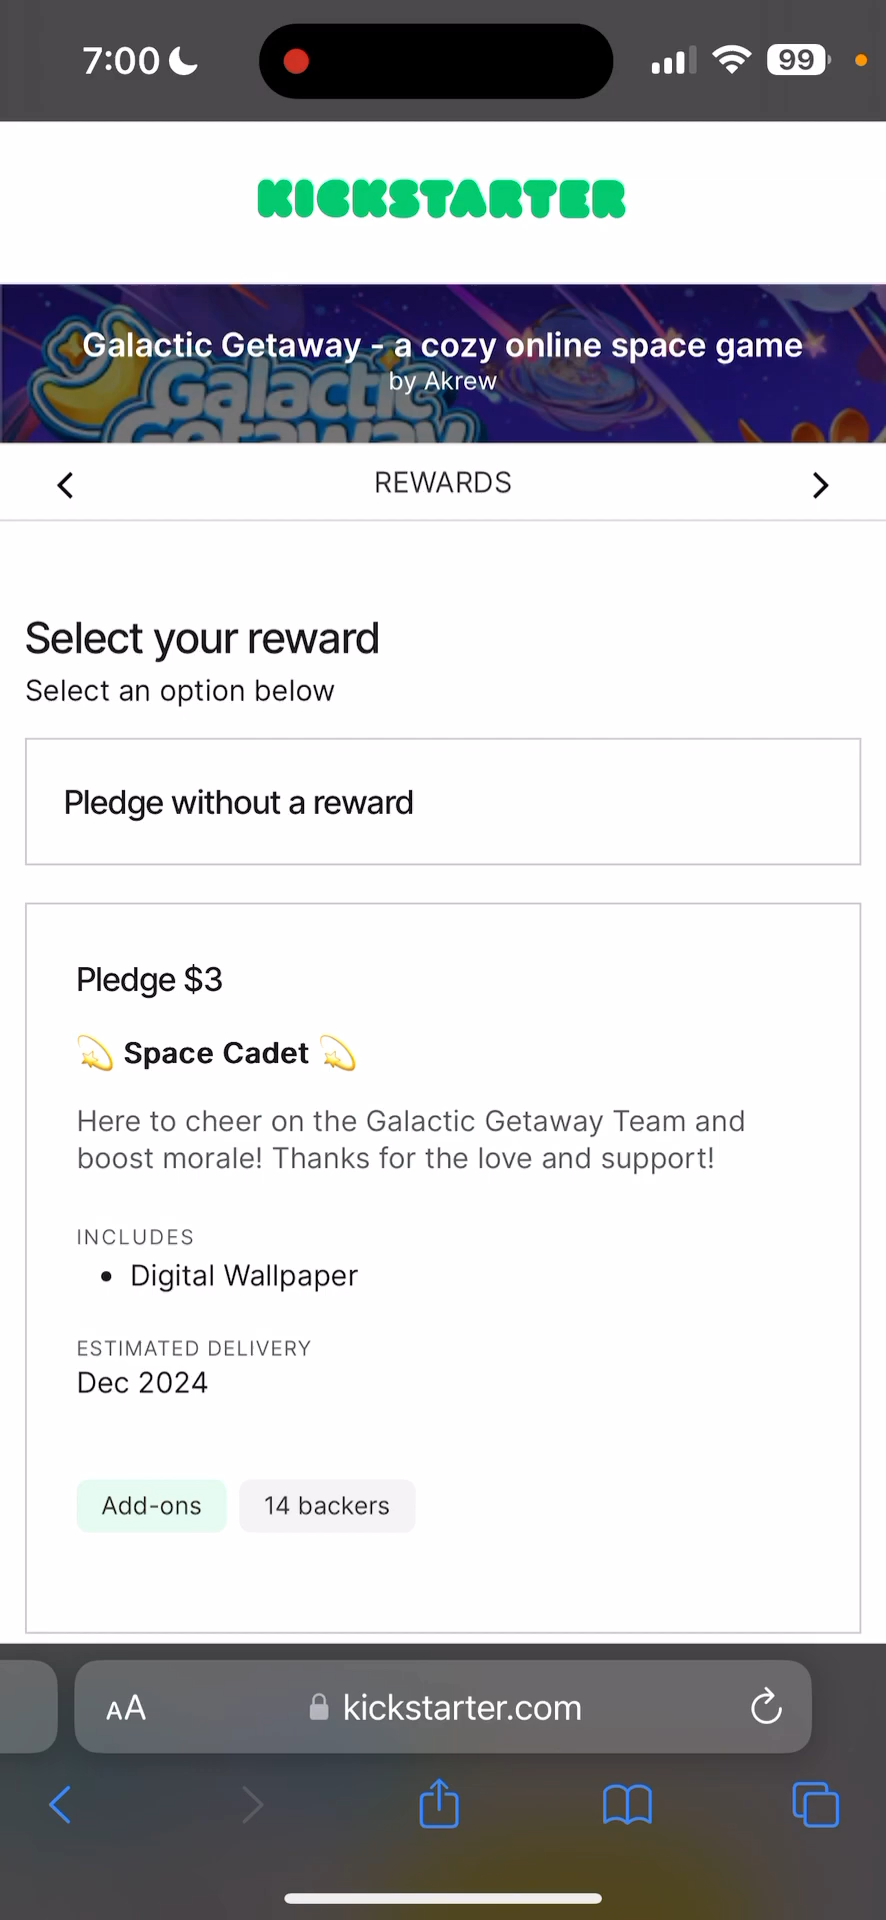 7:00
99
KICKSTARTER
Galactic Getaway - a cozy online space game
by Akrew
Galactic
Getaway
REWARDS
Select your reward
Select an option below
Pledge without a reward
Pledge $3
💫 Space Cadet 💫
Here to cheer on the Galactic Getaway Team and
boost morale! Thanks for the love and support!
INCLUDES
• Digital Wallpaper
ESTIMATED DELIVERY
Dec 2024
Add-ons
14 backers
AA
kickstarter.com